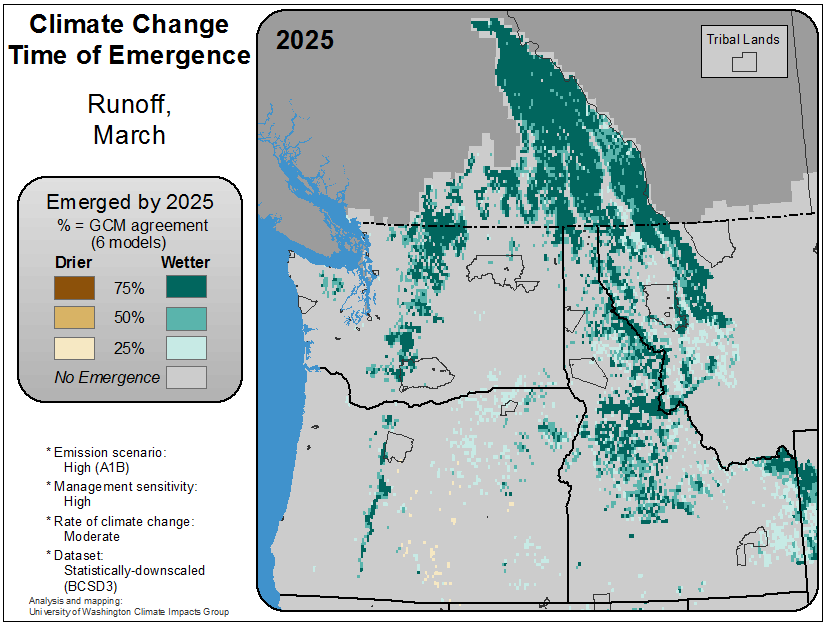 Climate Change
Time of Emergence
Runoff,
March
Emerged by 2025
% = GCM agreement
(6 models)
Drier Wetter
75%
50%
25%
No Emergence
* Emission scenario:
High (A1B)
* Management sensitivity:
High
* Rate of climate change:
Moderate
* Dataset:
Statistically-downscaled
(BCSD3)
Analysis and mapping:
University of Washington Climate Impacts Group
2025
Tribal Lands